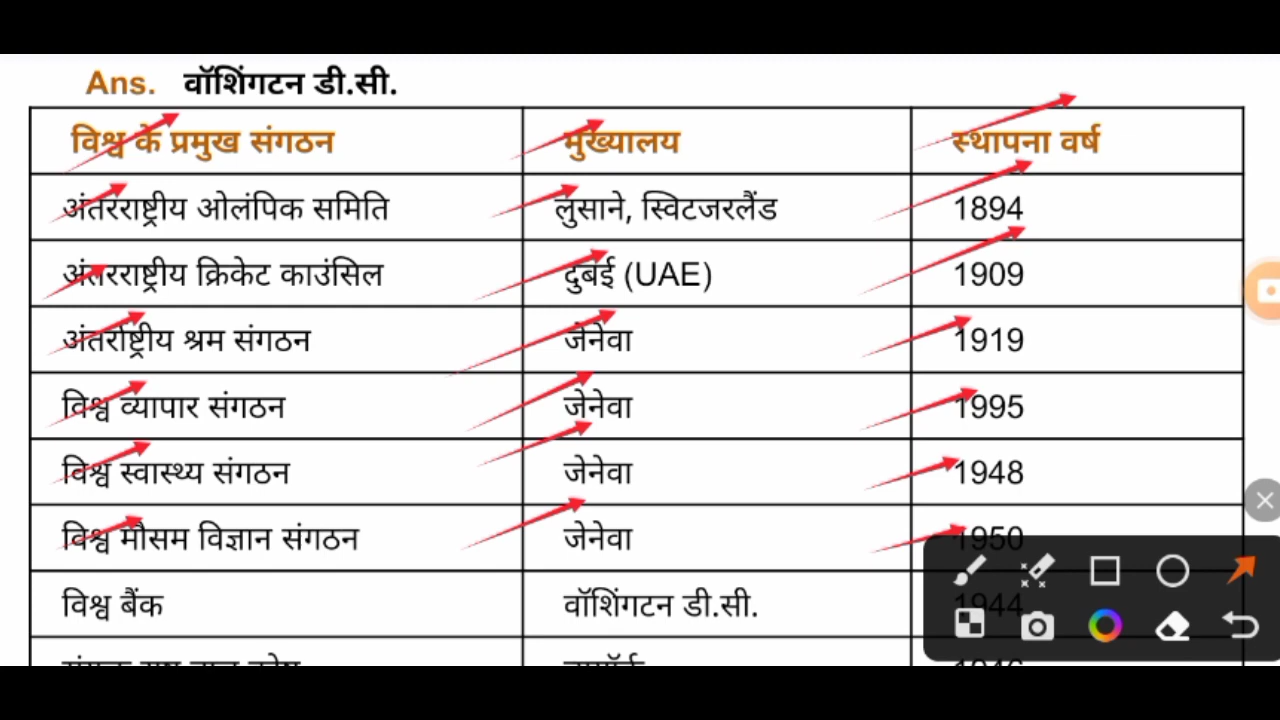 Ans. वॉशिंगटन डी.सी.
विश्व के प्रमुख संगठन मुख्यालय स्थापना वर्ष
अंतरराष्ट्रीय ओलंपिक समिति लुसाने, स्विटजरलैंड 1894
अंतरराष्ट्रीय क्रिकेट काउंसिल दुबई (UAE) 1909
अंतर्राष्ट्रीय श्रम संगठन जेनेवा 1919
विश्व व्यापार संगठन जेनेवा 1995
विश्व स्वास्थ्य संगठन जेनेवा 1948
विश्व मौसम विज्ञान संगठन जेनेवा 1950
विश्व बैंक वॉशिंगटन डी.सी. 1944